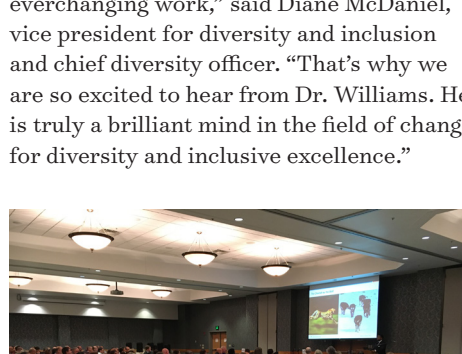 everchanging work,” said Diane McDaniel,
vice president for diversity and inclusion
and chief diversity officer. “That’s why we
are so excited to hear from Dr. Williams. He
is truly a brilliant mind in the field of chang
for diversity and inclusive excellence.”